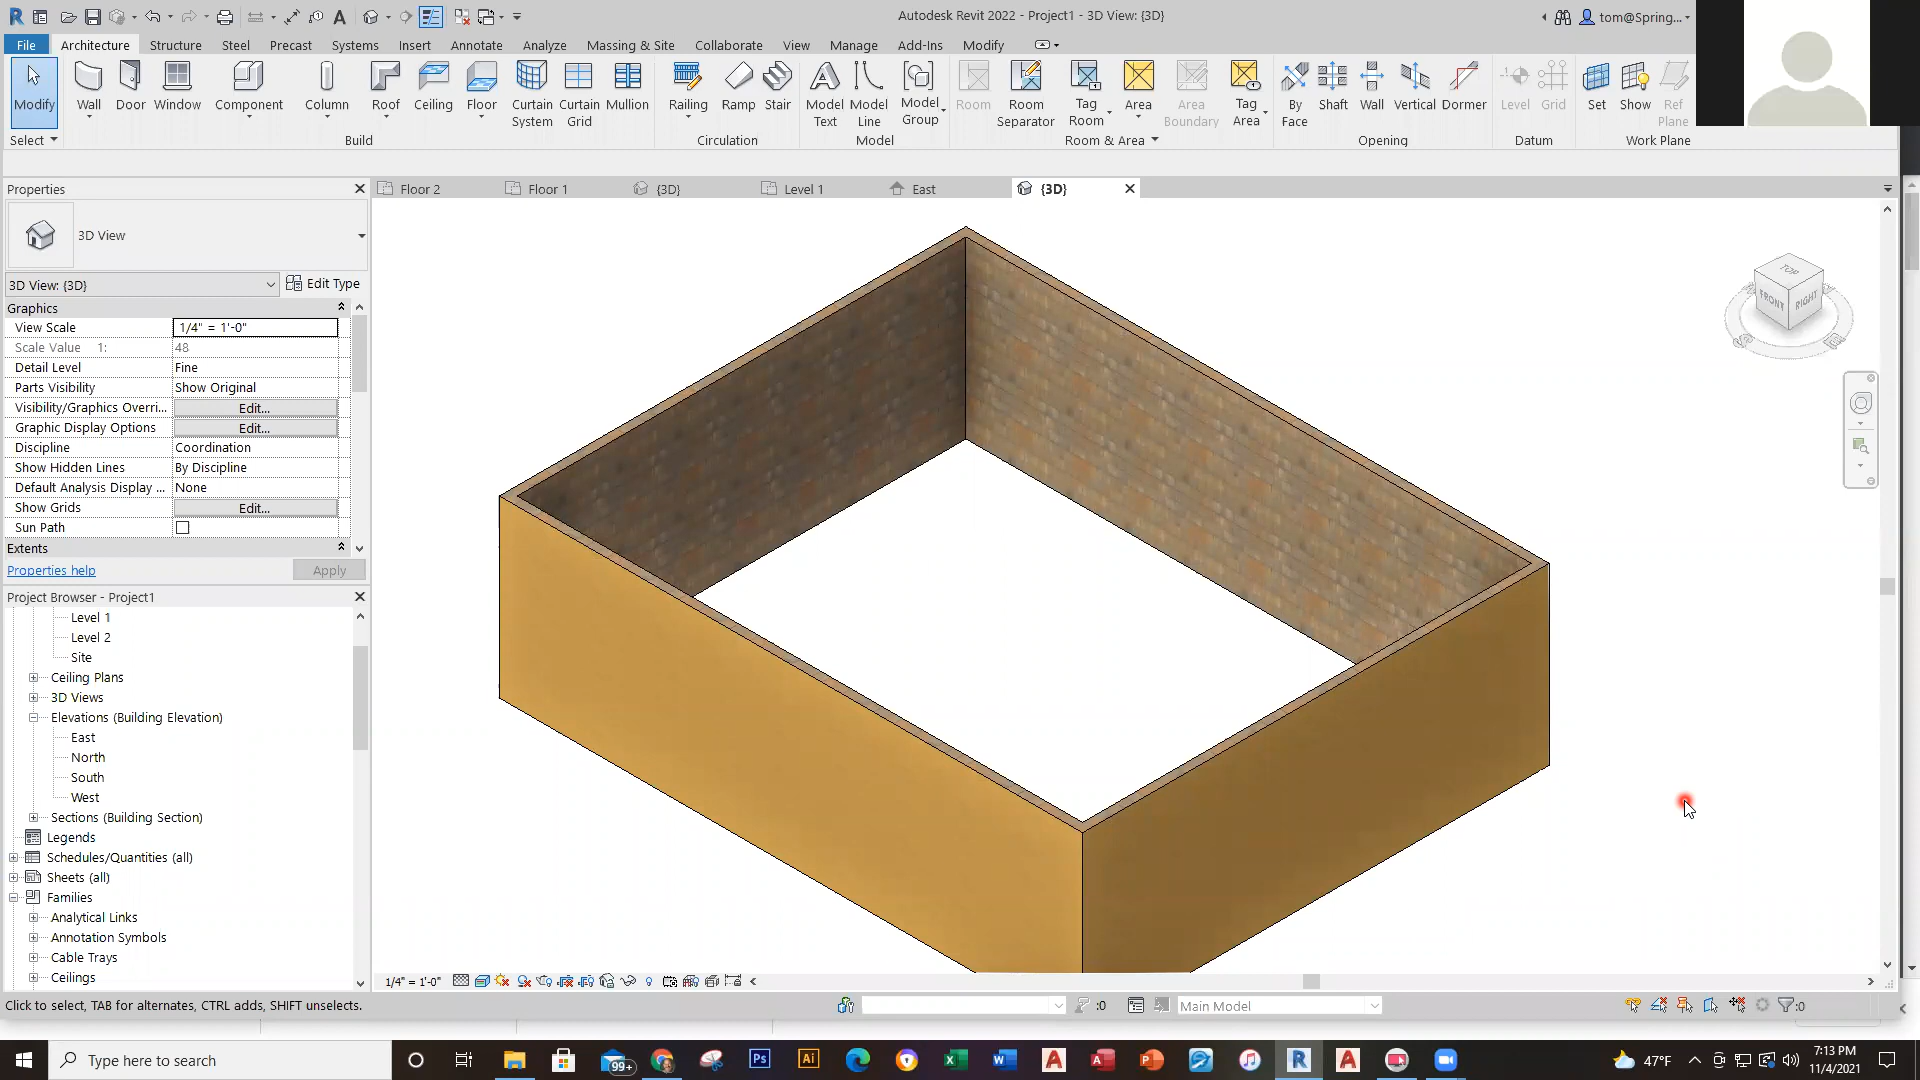 Autodesk Revit 2022 - Project1 - 3D View: {3D}
tom@Spring...
File Architecture Structure Steel Precast Systems Insert Annotate Analyze Massing & Site Collaborate View Manage Add-Ins Modify
Modify Wall Door Window Component Column Roof Ceiling Floor Curtain System Curtain Grid Mullion Railing Ramp Stair Model Text Model Line Model Group Room Room Separator Tag Room Area Area Boundary Tag Area By Face Shaft Wall Vertical Dormer Level Grid Set Show Ref Plane
Select Build Circulation Model Room & Area Opening Datum Work Plane
Properties
Floor 2 Floor 1 {3D} Level 1 East {3D}
3D View
3D View: {3D} Edit Type
Graphics
View Scale 1/4" = 1'-0"
Scale Value 1: 48
Detail Level Fine
Parts Visibility Show Original
Visibility/Graphics Overri... Edit...
Graphic Display Options Edit...
Discipline Coordination
Show Hidden Lines By Discipline
Default Analysis Display ... None
Show Grids Edit...
Sun Path
Extents
Properties help Apply
TOP
FRONT RIGHT
Project Browser - Project1
Level 1
Level 2
Site
Ceiling Plans
3D Views
Elevations (Building Elevation)
East
North
South
West
Sections (Building Section)
Legends
Schedules/Quantities (all)
Sheets (all)
Families
Analytical Links
Annotation Symbols
Cable Trays
Ceilings
1/4" = 1'-0"
Click to select, TAB for alternates, CTRL adds, SHIFT unselects.
:0 Main Model :0
Type here to search
99+
Ps Ai
47°F
7:13 PM
11/4/2021